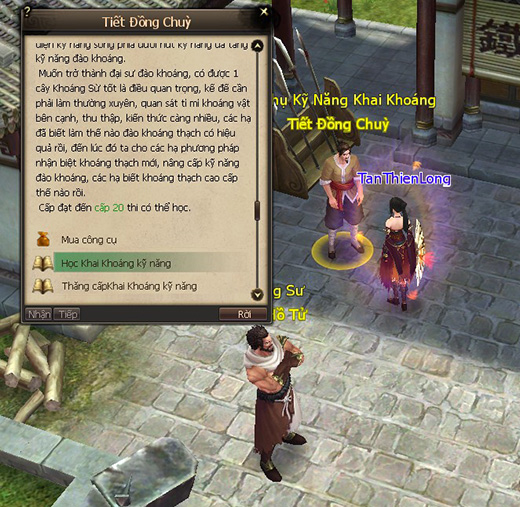 ?
Tiết Đồng Chuỳ
diện kỹ năng sống phía dưới nút kỹ năng
kỹ năng đào khoáng.
Muốn trở thành đại sư đào khoáng, có được 1
cây Khoáng Sừ tốt là điều quan trọng, kế đế cần
phải làm thường xuyên, quan sát tỉ mỉ khoáng vật
bên cạnh, thu thập, kiến thức càng nhiều, các hạ
đã biết làm thế nào đào khoáng thạch có hiệu
quả rồi, đến lúc đó ta cho các hạ phương pháp
nhận biệt khoáng thạch mới, nâng cấp kỹ năng
đào khoáng, các hạ biết khoáng thạch cao cấp
thế nào rồi.
Cấp đạt đến cấp 20 thi có thể học.
Mua công cụ
Học Khai Khoáng kỹ năng
Thăng cấpKhai Khoáng kỹ năng
Nhận Tiếp Rời
Kỹ Năng Khai Khoáng
Tiết Đồng Chuỳ
TanThienLong
Sư
Tử